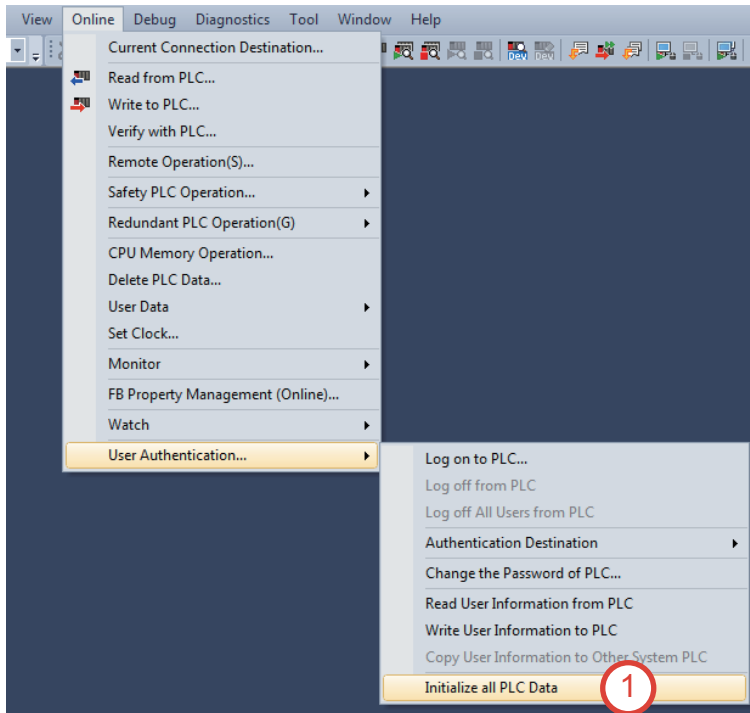 View Online Debug Diagnostics Tool Window Help
Current Connection Destination...
Dev Dev
Read from PLC...
Write to PLC...
Verify with PLC...
Remote Operation(S)...
Safety PLC Operation...
Redundant PLC Operation(G)
CPU Memory Operation...
Delete PLC Data...
User Data
Set Clock...
Monitor
FB Property Management (Online)...
Watch
User Authentication...
Log on to PLC...
Log off from PLC
Log off All Users from PLC
Authentication Destination
Change the Password of PLC...
Read User Information from PLC
Write User Information to PLC
Copy User Information to Other System PLC
Initialize all PLC Data
1